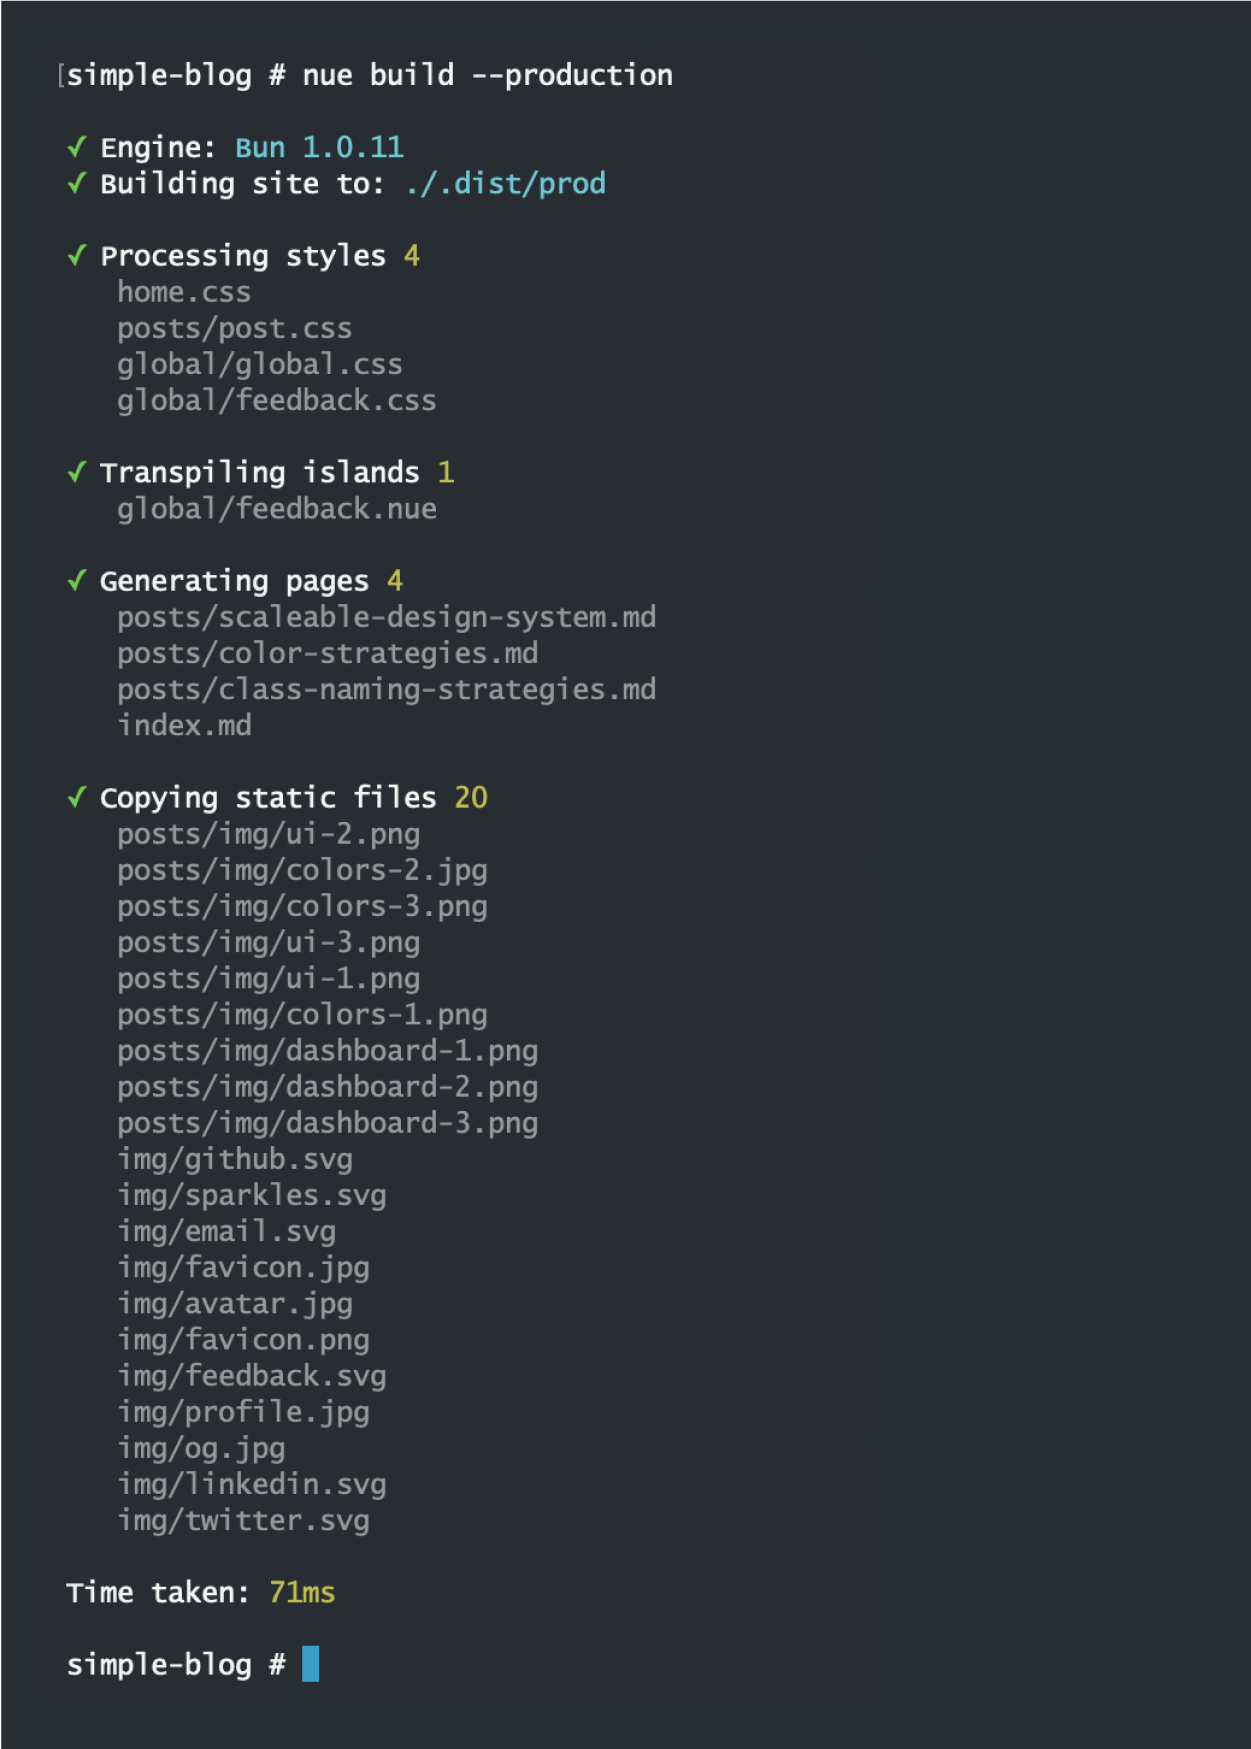 [simple-blog # nue build --production
✓ Engine: Bun 1.0.11
✓ Building site to: ./.dist/prod
✓ Processing styles 4
home.css
posts/post.css
global/global.css
global/feedback.css
✓ Transpiling islands 1
global/feedback.nue
✓ Generating pages 4
posts/scaleable-design-system.md
posts/color-strategies.md
posts/class-naming-strategies.md
index.md
✓ Copying static files 20
posts/img/ui-2.png
posts/img/colors-2.jpg
posts/img/colors-3.png
posts/img/ui-3.png
posts/img/ui-1.png
posts/img/colors-1.png
posts/img/dashboard-1.png
posts/img/dashboard-2.png
posts/img/dashboard-3.png
img/github.svg
img/sparkles.svg
img/email.svg
img/favicon.jpg
img/avatar.jpg
img/favicon.png
img/feedback.svg
img/profile.jpg
img/og.jpg
img/linkedin.svg
img/twitter.svg
Time taken: 71ms
simple-blog #